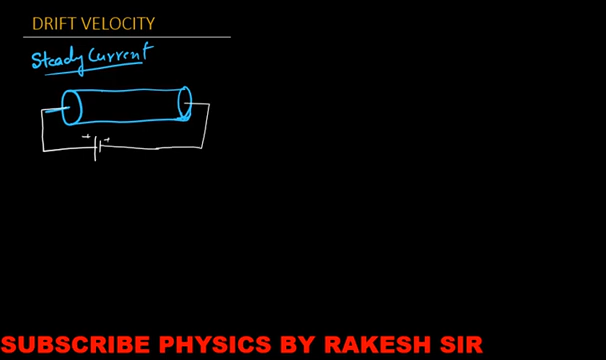 DRIFT VELOCITY
Steady Current
+ +
SUBSCRIBE PHYSICS BY RAKESH SIR